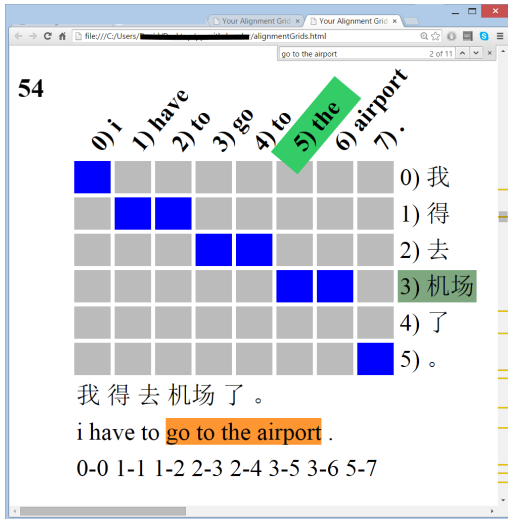 Your Alignment Grids × Your Alignment Grids ×
file:///C:/Users/ /alignmentGrids.html
go to the airport 2 of 11
54
0) i 1) have 2) to 3) go 4) to 5) the 6) airport 7) .
0) 我
1) 得
2) 去
3) 机场
4) 了
5) 。
我 得 去 机场 了 。
i have to go to the airport .
0-0 1-1 1-2 2-3 2-4 3-5 3-6 5-7